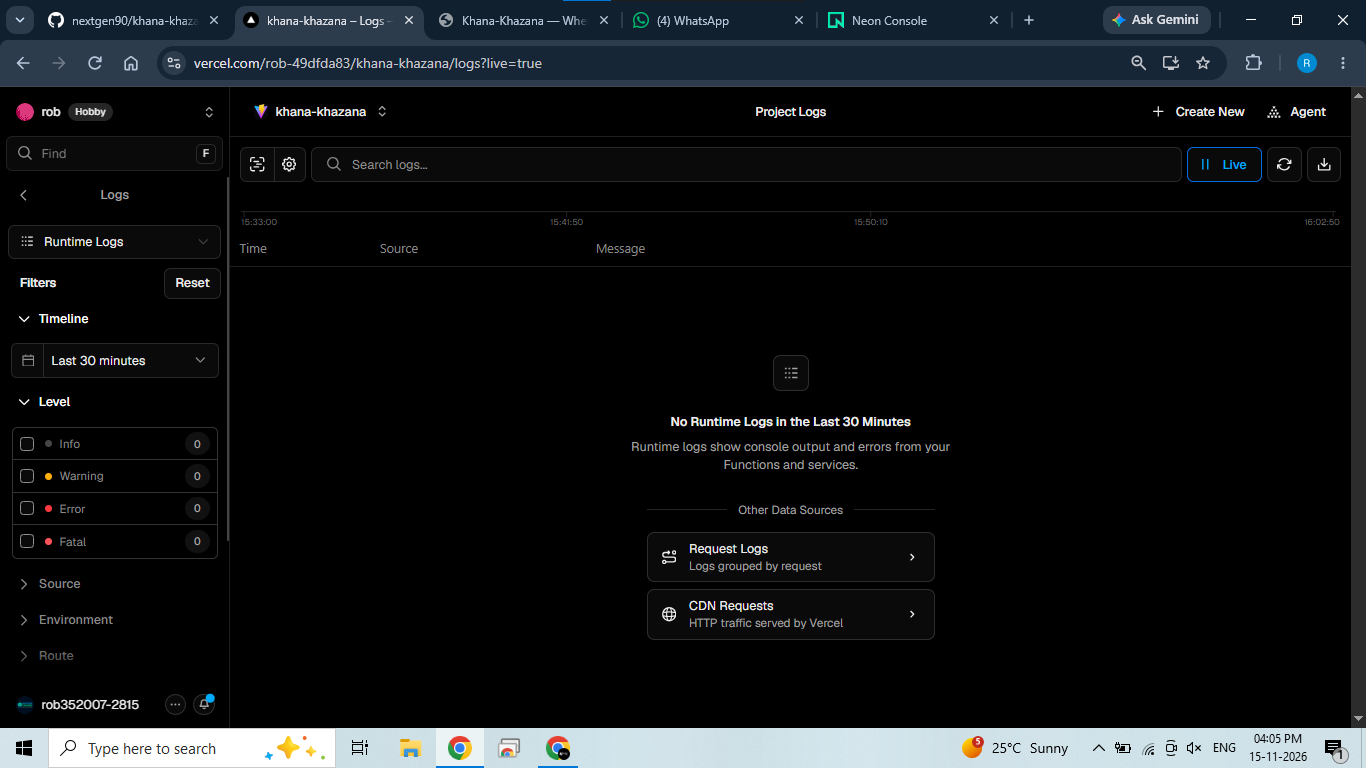 nextgen90/khana-khaza
khana-khazana – Logs –
Khana-Khazana — Whe
(4) WhatsApp
Neon Console
Ask Gemini
vercel.com/rob-49dfda83/khana-khazana/logs?live=true
R
rob
Hobby
khana-khazana
Project Logs
Create New
Agent
Find
F
Search logs...
Live
Logs
15:33:00
15:41:50
15:50:10
16:02:50
Runtime Logs
Time
Source
Message
Filters
Reset
Timeline
Last 30 minutes
Level
Info
0
Warning
0
Error
0
Fatal
0
Source
Environment
Route
No Runtime Logs in the Last 30 Minutes
Runtime logs show console output and errors from your
Functions and services.
Other Data Sources
Request Logs
Logs grouped by request
CDN Requests
HTTP traffic served by Vercel
rob352007-2815
Type here to search
5
25°C Sunny
ENG
04:05 PM
15-11-2026
1